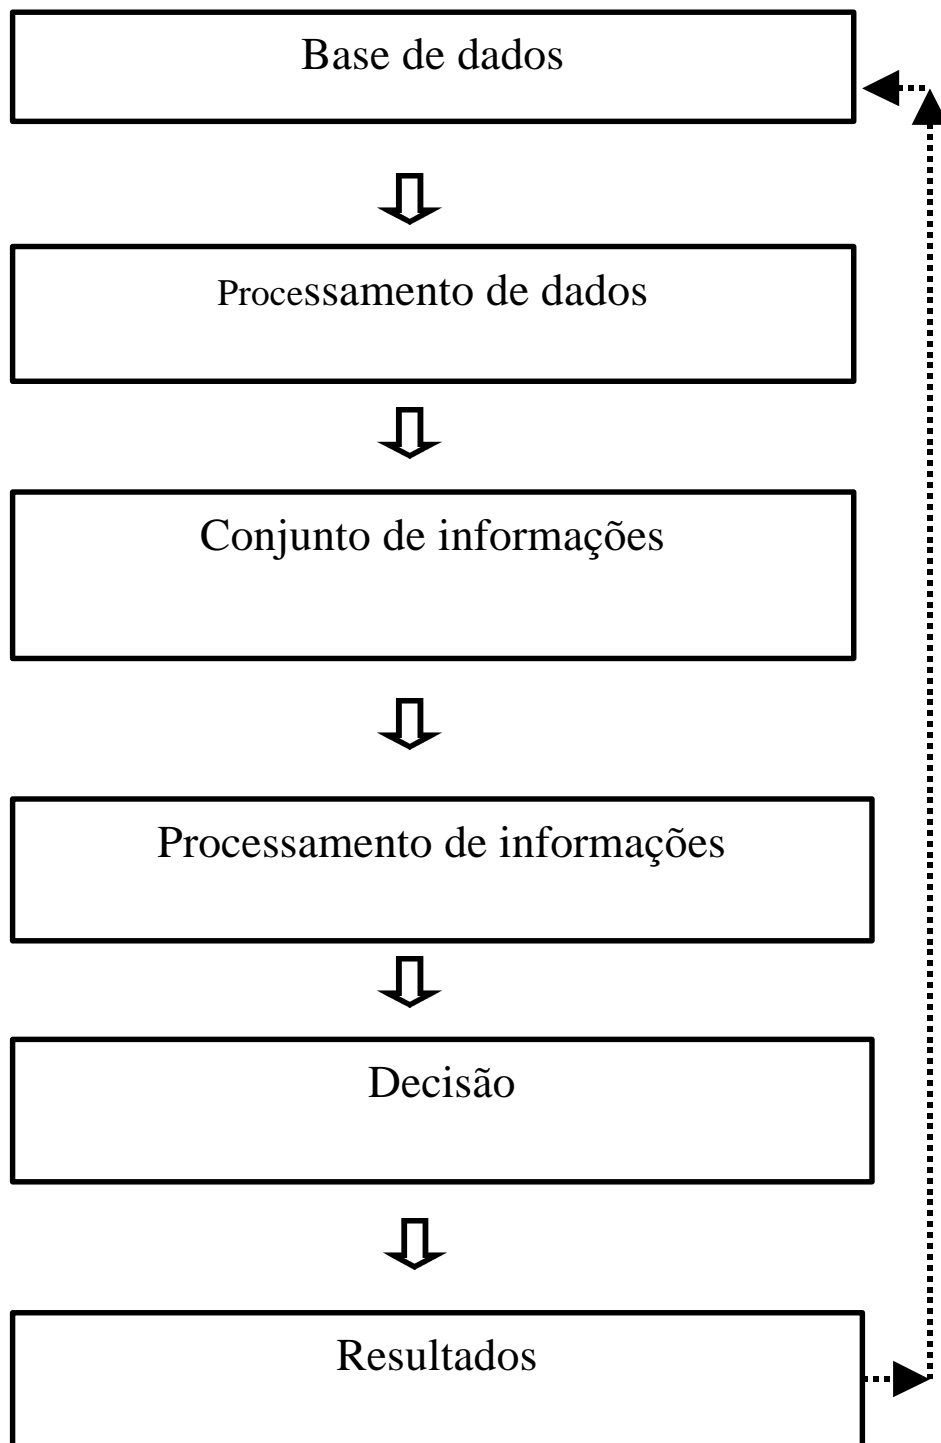 Base de dados
Processamento de dados
Conjunto de informações
Processamento de informações
Decisão
Resultados